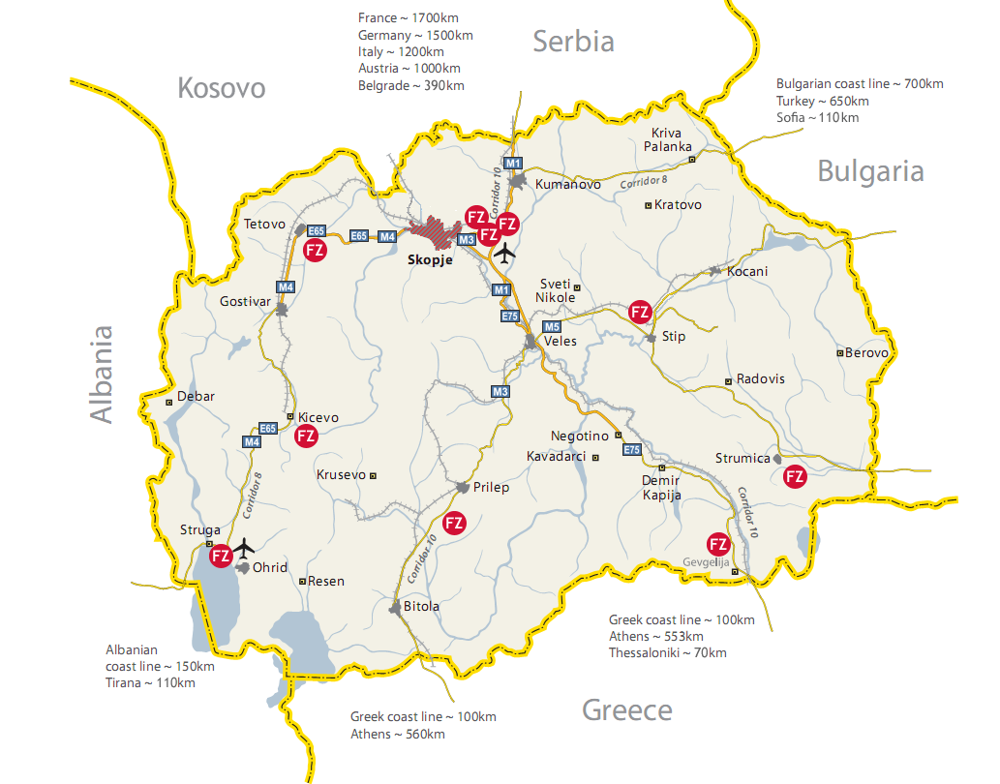 France ~ 1700km
Germany ~ 1500km
Italy ~ 1200km
Austria ~ 1000km
Belgrade ~ 390km
Serbia
Kosovo
Bulgarian coast line ~ 700km
Turkey ~ 650km
Sofia ~ 110km
Bulgaria
Kriva
Palanka
M1
Kumanovo
Corridor 8
Corridor 10
Kratovo
Tetovo
E65
E65
M4
M3
FZ
FZ
FZ
FZ
Skopje
Kocani
M4
Gostivar
M1
Sveti
Nikole
E75
M5
FZ
Veles
Stip
Albania
Berovo
Radovis
Debar
M3
Kicevo
E65
M4
FZ
Negotino
E75
Kavadarci
Strumica
FZ
Krusevo
Demir
Kapija
Prilep
Corridor 8
Corridor 10
FZ
Struga
FZ
Ohrid
FZ
Gevgelija
Corridor 10
Resen
Bitola
Greek coast line ~ 100km
Athens ~ 553km
Thessaloniki ~ 70km
Albanian
coast line ~ 150km
Tirana ~ 110km
Greece
Greek coast line ~ 100km
Athens ~ 560km